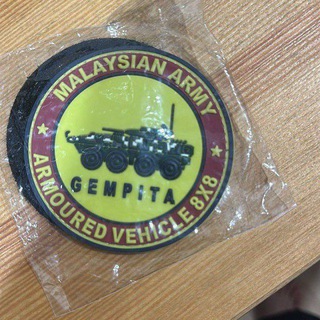 MALAYSIAN ARMY
GEMPITA
ARMOURED VEHICLE 8X8